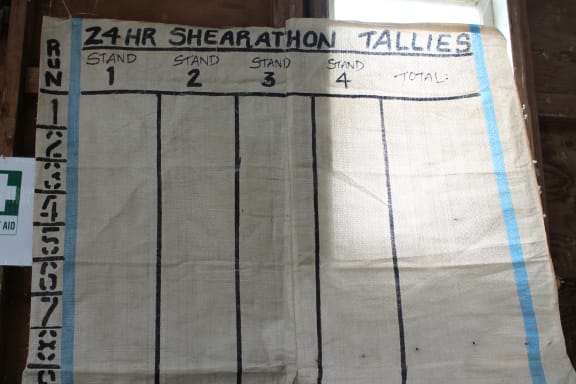 24HR SHEARATHON TALLIES
RUN
STAND 1
STAND 2
STAND 3
STAND 4
TOTAL:
1
2
3
4
5
6
7
8
AID